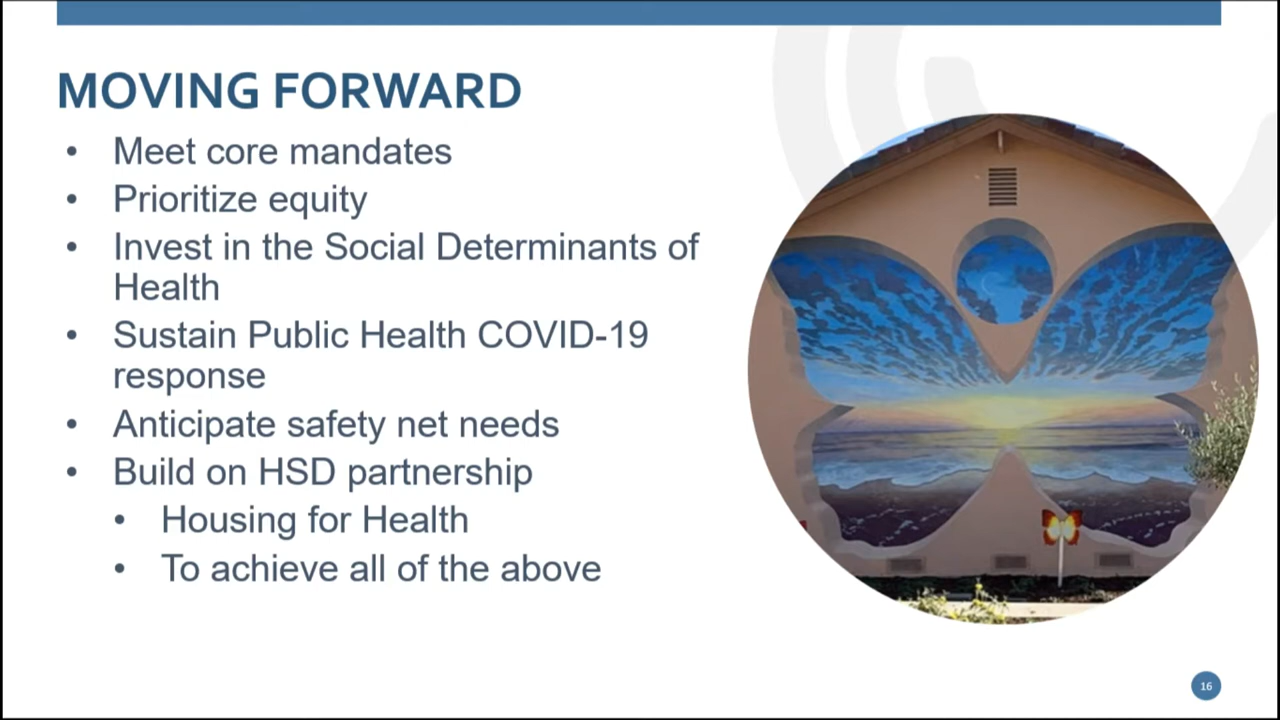 MOVING FORWARD
• Meet core mandates
• Prioritize equity
• Invest in the Social Determinants of
Health
• Sustain Public Health COVID-19
response
• Anticipate safety net needs
• Build on HSD partnership
• Housing for Health
• To achieve all of the above
16